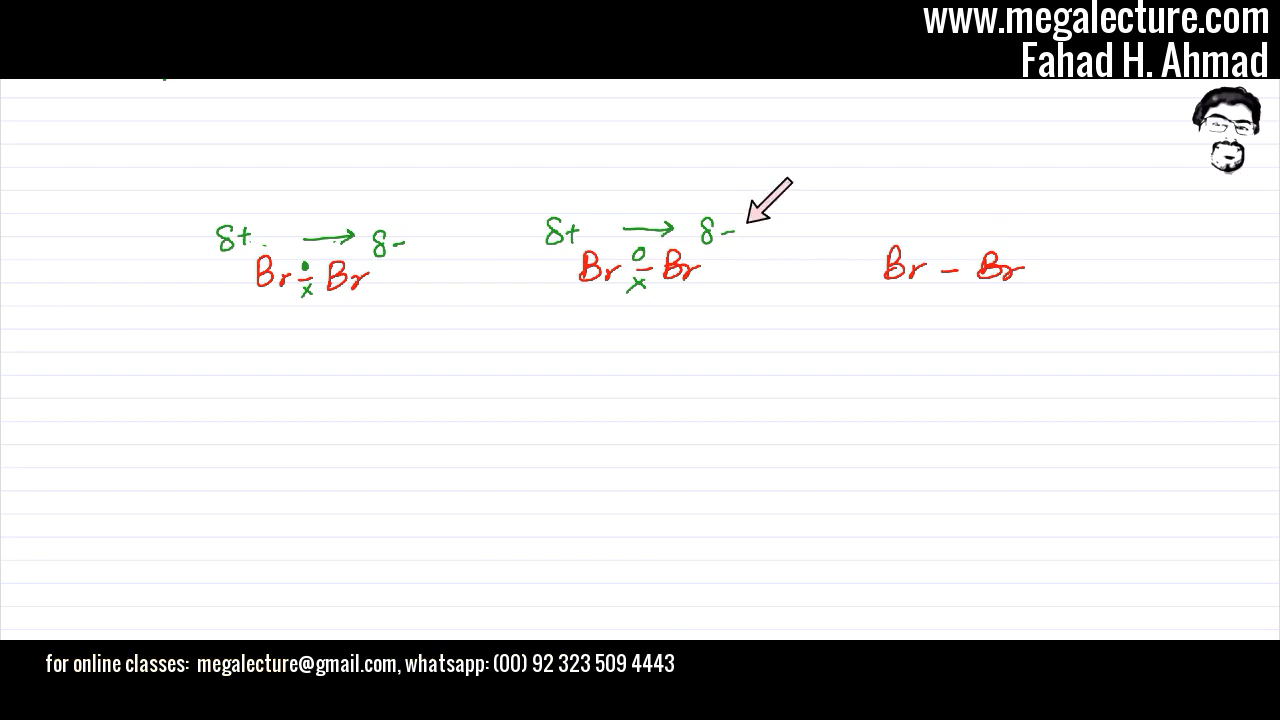 www.megalecture.com
Fahad H. Ahmad
δ+ → δ- δ+ → δ-
Br - Br Br - Br Br - Br
for online classes: megalecture@gmail.com, whatsapp: (00) 92 323 509 4443